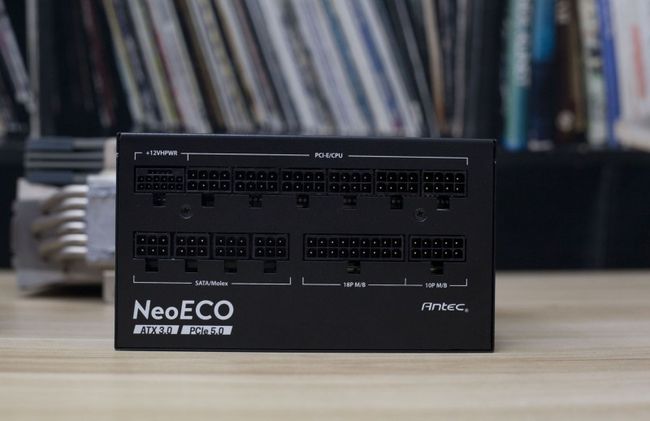 +12VHPWR PCI-E/CPU
SATA/Molex 18P M/B 10P M/B
NeoECO
ATX 3.0 PCIe 5.0
Antec®